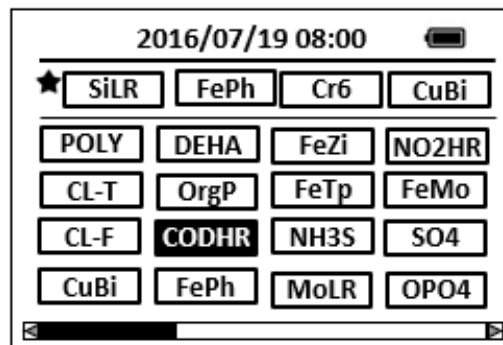 2016/07/19 08:00
SiLR FePh Cr6 CuBi
POLY DEHA FeZi NO2HR
CL-T OrgP FeTp FeMo
CL-F CODHR NH3S SO4
CuBi FePh MoLR OPO4